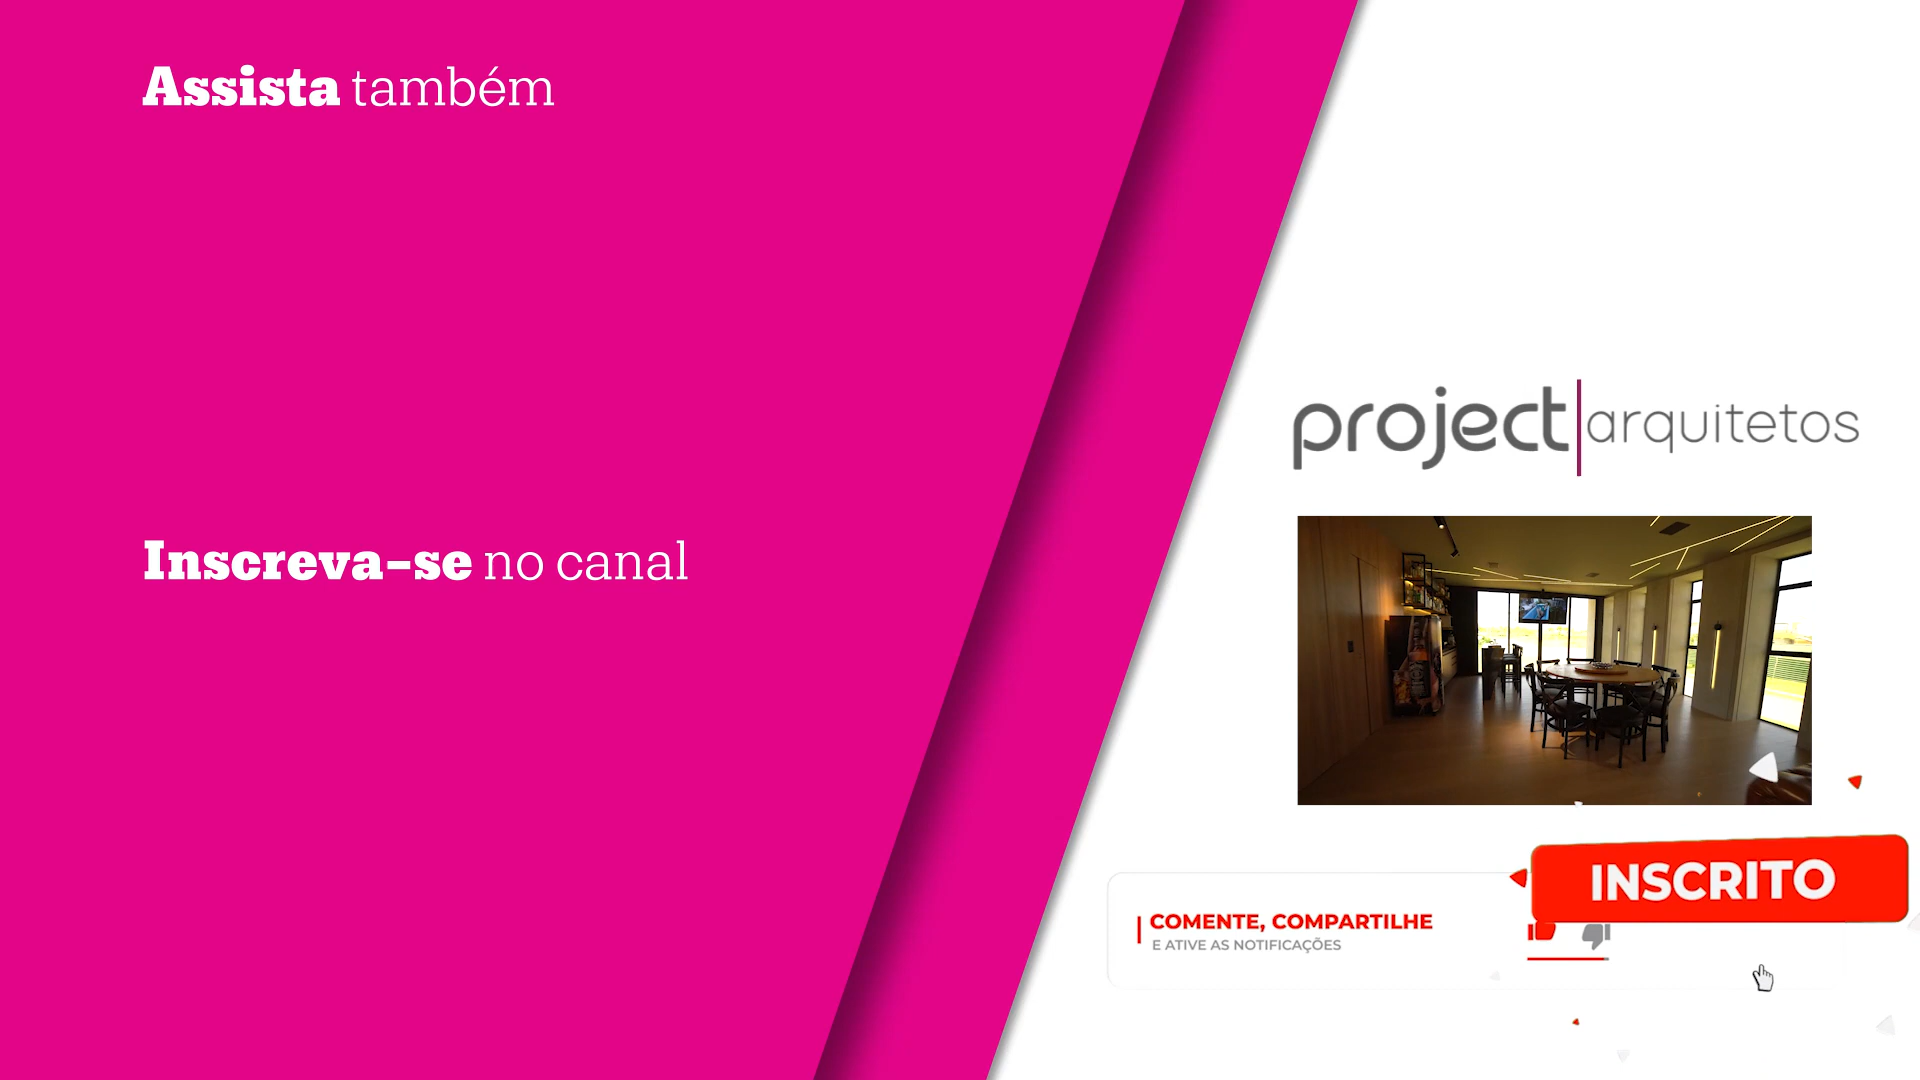 Assista também
Inscreva-se no canal
project arquitetos
INSCRITO
COMENTE, COMPARTILHE
E ATIVE AS NOTIFICAÇÕES